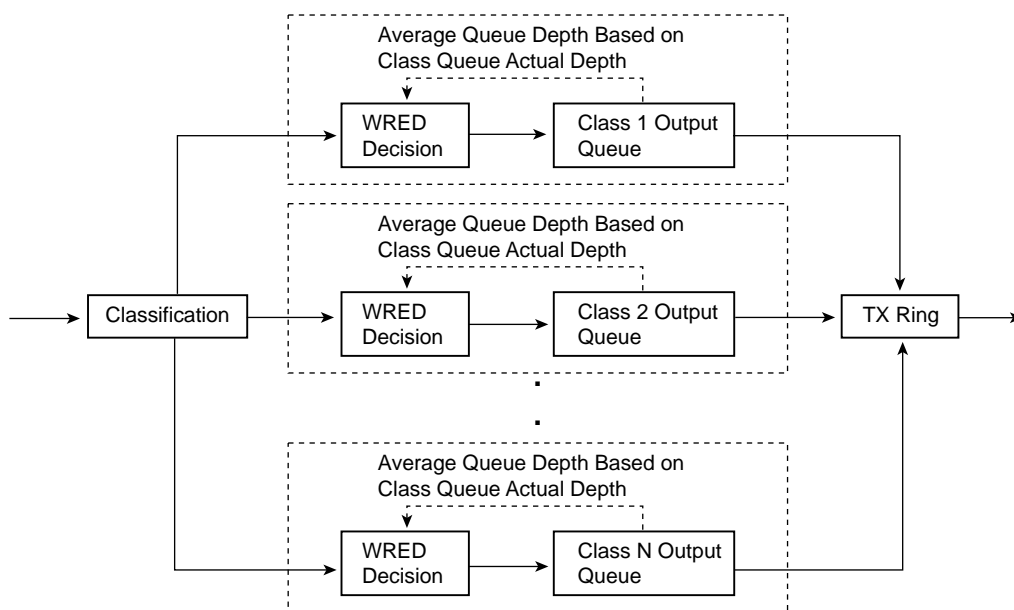 Average Queue Depth Based on
Class Queue Actual Depth
WRED
Decision
Class 1 Output
Queue
Average Queue Depth Based on
Class Queue Actual Depth
Classification
WRED
Decision
Class 2 Output
Queue
TX Ring
Average Queue Depth Based on
Class Queue Actual Depth
WRED
Decision
Class N Output
Queue